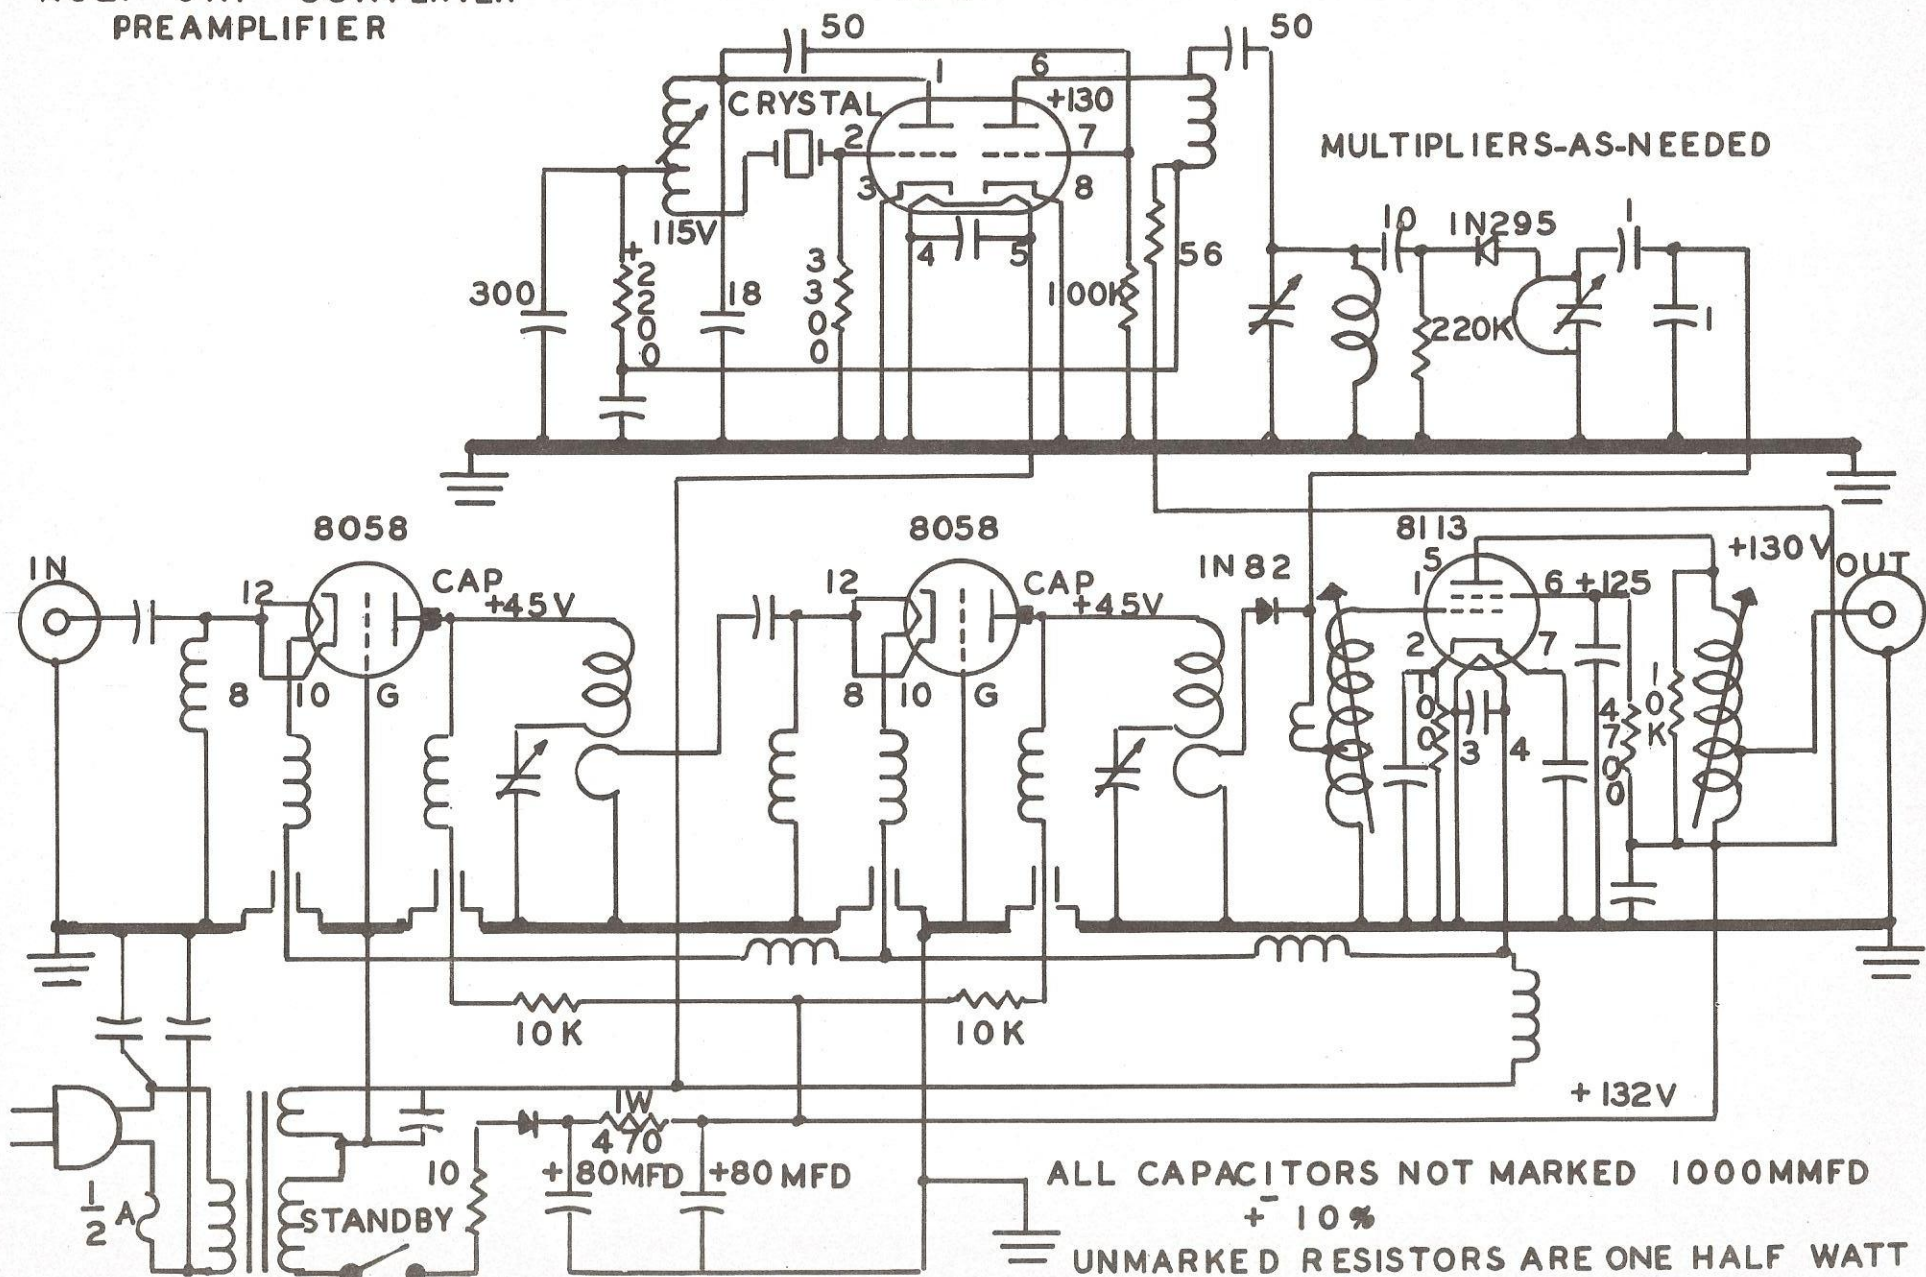 CONVERTER
PREAMPLIFIER
50
50
1
6
CRYSTAL
+130
2
7
MULTIPLIERS-AS-NEEDED
3
8
115V
10
1N295
1
4
5
56
300
+
2200
18
3300
100K
220K
1
8058
8058
8113
+130V
IN
OUT
12
CAP
+45V
12
CAP
+45V
IN82
5
1
6
+125
2
7
8
10
G
8
10
G
100
3
4
4700
10K
10K
10K
+132V
1W
470
10
+80MFD
+80MFD
1/2 A
STANDBY
ALL CAPACITORS NOT MARKED 1000MMFD
+- 10%
UNMARKED RESISTORS ARE ONE HALF WATT